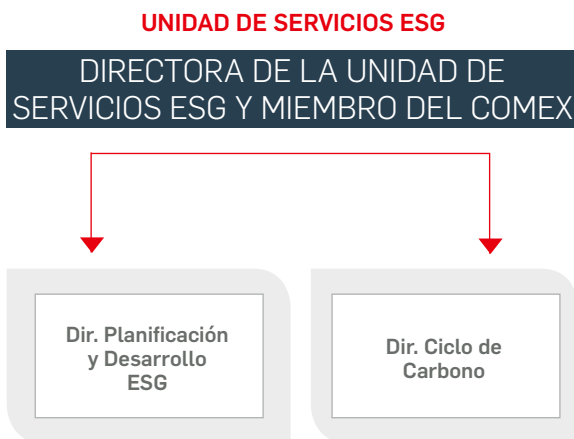 UNIDAD DE SERVICIOS ESG
DIRECTORA DE LA UNIDAD DE
SERVICIOS ESG Y MIEMBRO DEL COMEX
Dir. Planificación
y Desarrollo
ESG
Dir. Ciclo de
Carbono